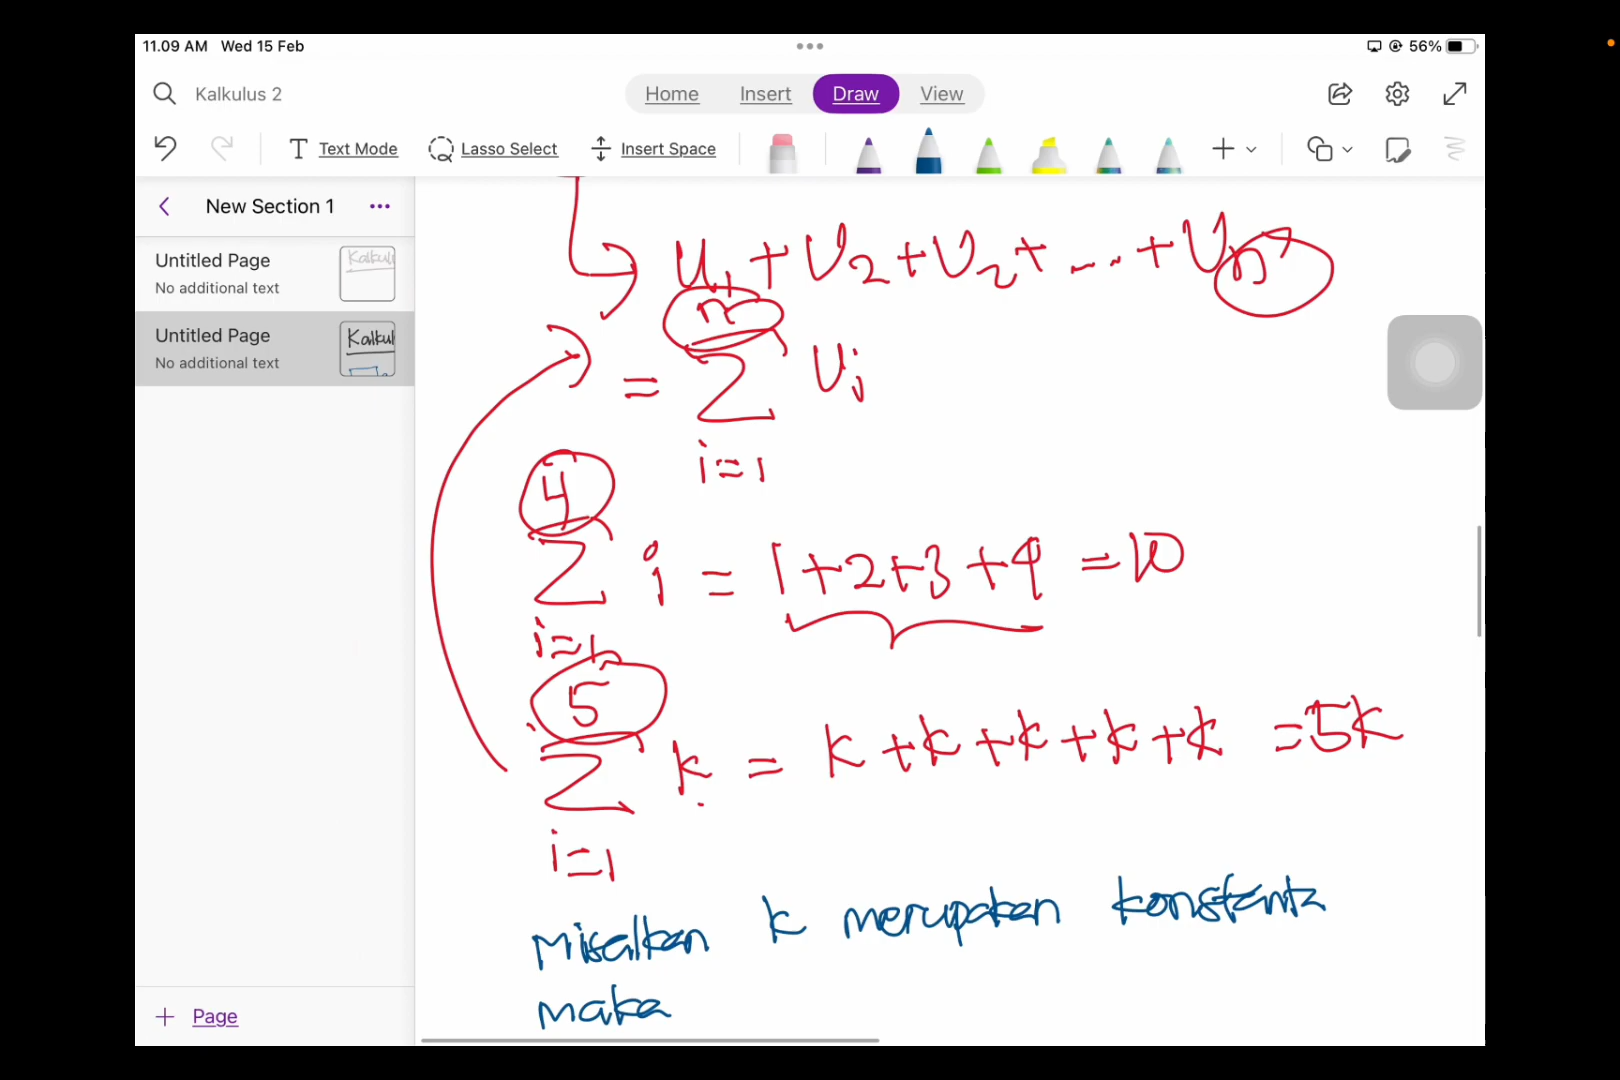 11.09 AM Wed 15 Feb
56%
Kalkulus 2
Home Insert Draw View
Text Mode Lasso Select Insert Space
New Section 1
Untitled Page
No additional text
Kalkul
Untitled Page
No additional text
Kalkul
Page
U1 + U2 + U2 + ... + Un
n
= Σ Ui
i=1
4
Σ i = 1+2+3+4 = 10
i=1
5
Σ k = k+k+k+k+k = 5k
i=1
Misalkan k merupakan konstanta
maka